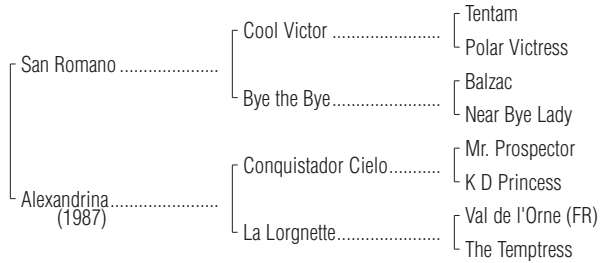 Tentam
Cool Victor ......................
Polar Victress
San Romano ....................
Balzac
Bye the Bye......................
Near Bye Lady
Mr. Prospector
Conquistador Cielo...........
K D Princess
Alexandrina......................
(1987)
Val de l'Orne (FR)
La Lorgnette.....................
The Temptress